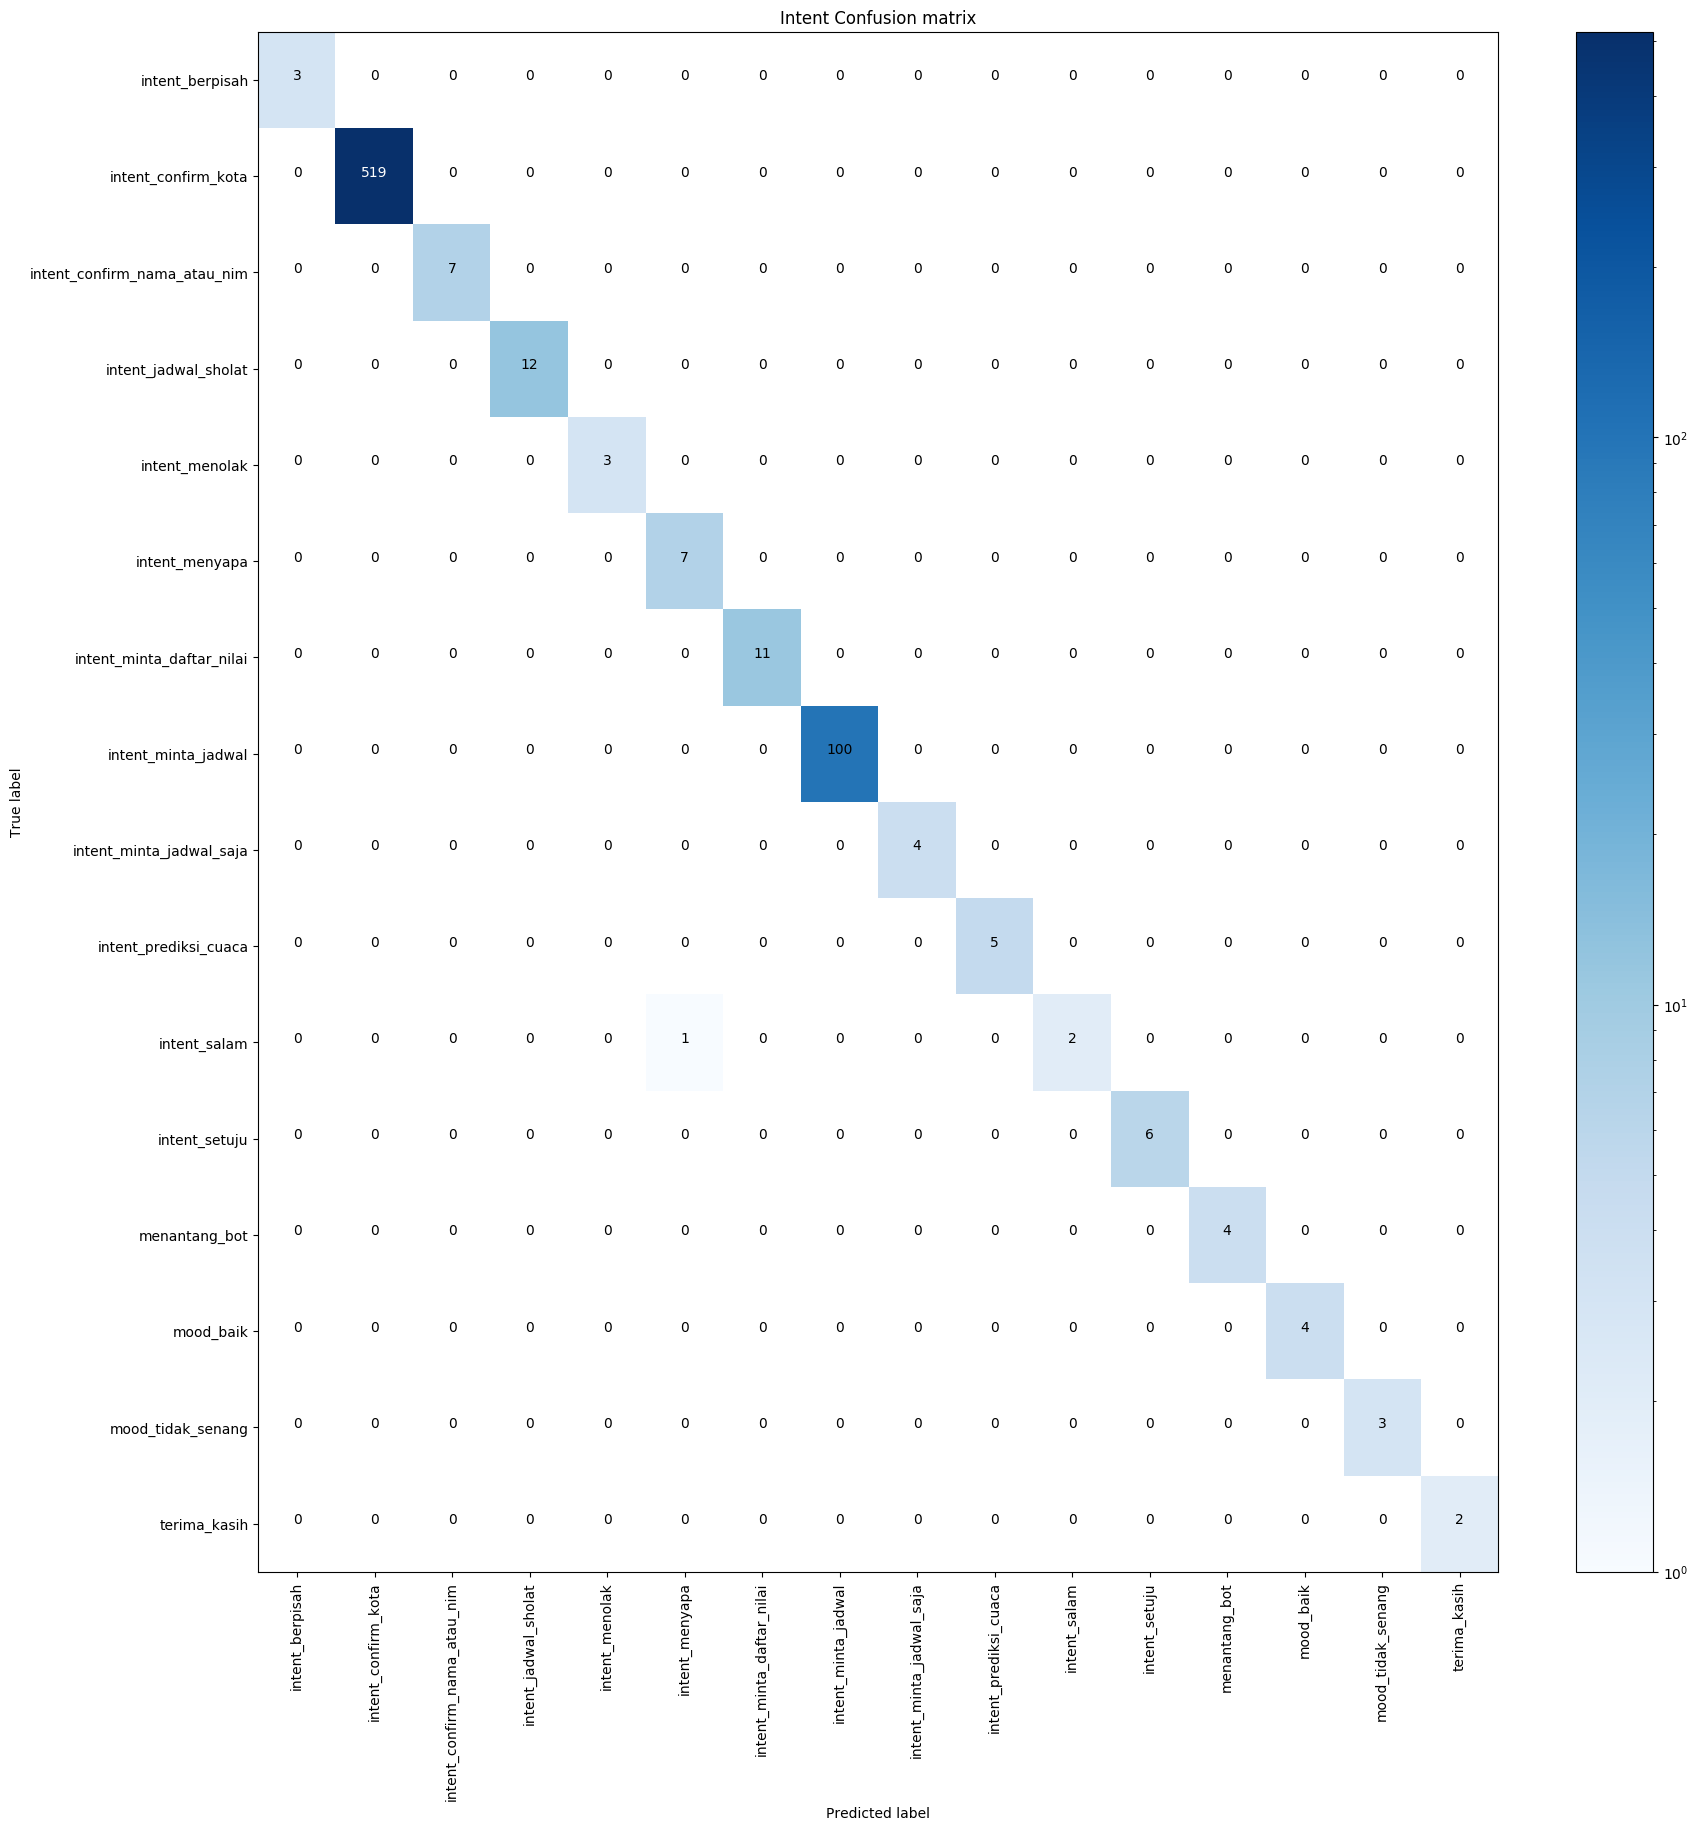 Intent Confusion matrix
intent_berpisah 3 0 0 0 0 0 0 0 0 0 0 0 0 0 0 0
intent_confirm_kota 0 519 0 0 0 0 0 0 0 0 0 0 0 0 0 0
intent_confirm_nama_atau_nim 0 0 7 0 0 0 0 0 0 0 0 0 0 0 0 0
intent_jadwal_sholat 0 0 0 12 0 0 0 0 0 0 0 0 0 0 0 0
intent_menolak 0 0 0 0 3 0 0 0 0 0 0 0 0 0 0 0
intent_menyapa 0 0 0 0 0 7 0 0 0 0 0 0 0 0 0 0
intent_minta_daftar_nilai 0 0 0 0 0 0 11 0 0 0 0 0 0 0 0 0
intent_minta_jadwal 0 0 0 0 0 0 0 100 0 0 0 0 0 0 0 0
intent_minta_jadwal_saja 0 0 0 0 0 0 0 0 4 0 0 0 0 0 0 0
intent_prediksi_cuaca 0 0 0 0 0 0 0 0 0 5 0 0 0 0 0 0
intent_salam 0 0 0 0 0 1 0 0 0 0 2 0 0 0 0 0
intent_setuju 0 0 0 0 0 0 0 0 0 0 0 6 0 0 0 0
menantang_bot 0 0 0 0 0 0 0 0 0 0 0 0 4 0 0 0
mood_baik 0 0 0 0 0 0 0 0 0 0 0 0 0 4 0 0
mood_tidak_senang 0 0 0 0 0 0 0 0 0 0 0 0 0 0 3 0
terima_kasih 0 0 0 0 0 0 0 0 0 0 0 0 0 0 0 2
True label
intent_berpisah
intent_confirm_kota
intent_confirm_nama_atau_nim
intent_jadwal_sholat
intent_menolak
intent_menyapa
intent_minta_daftar_nilai
intent_minta_jadwal
intent_minta_jadwal_saja
intent_prediksi_cuaca
intent_salam
intent_setuju
menantang_bot
mood_baik
mood_tidak_senang
terima_kasih
Predicted label
10²
10¹
10⁰